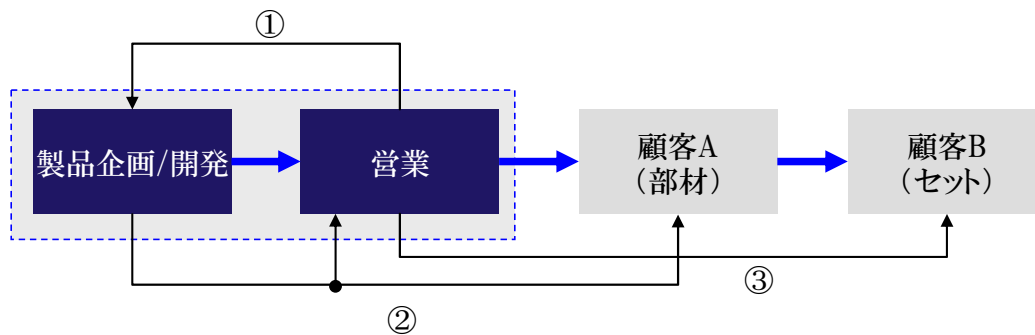 ①
製品企画/開発
営業
顧客A
（部材）
顧客B
（セット）
③
②